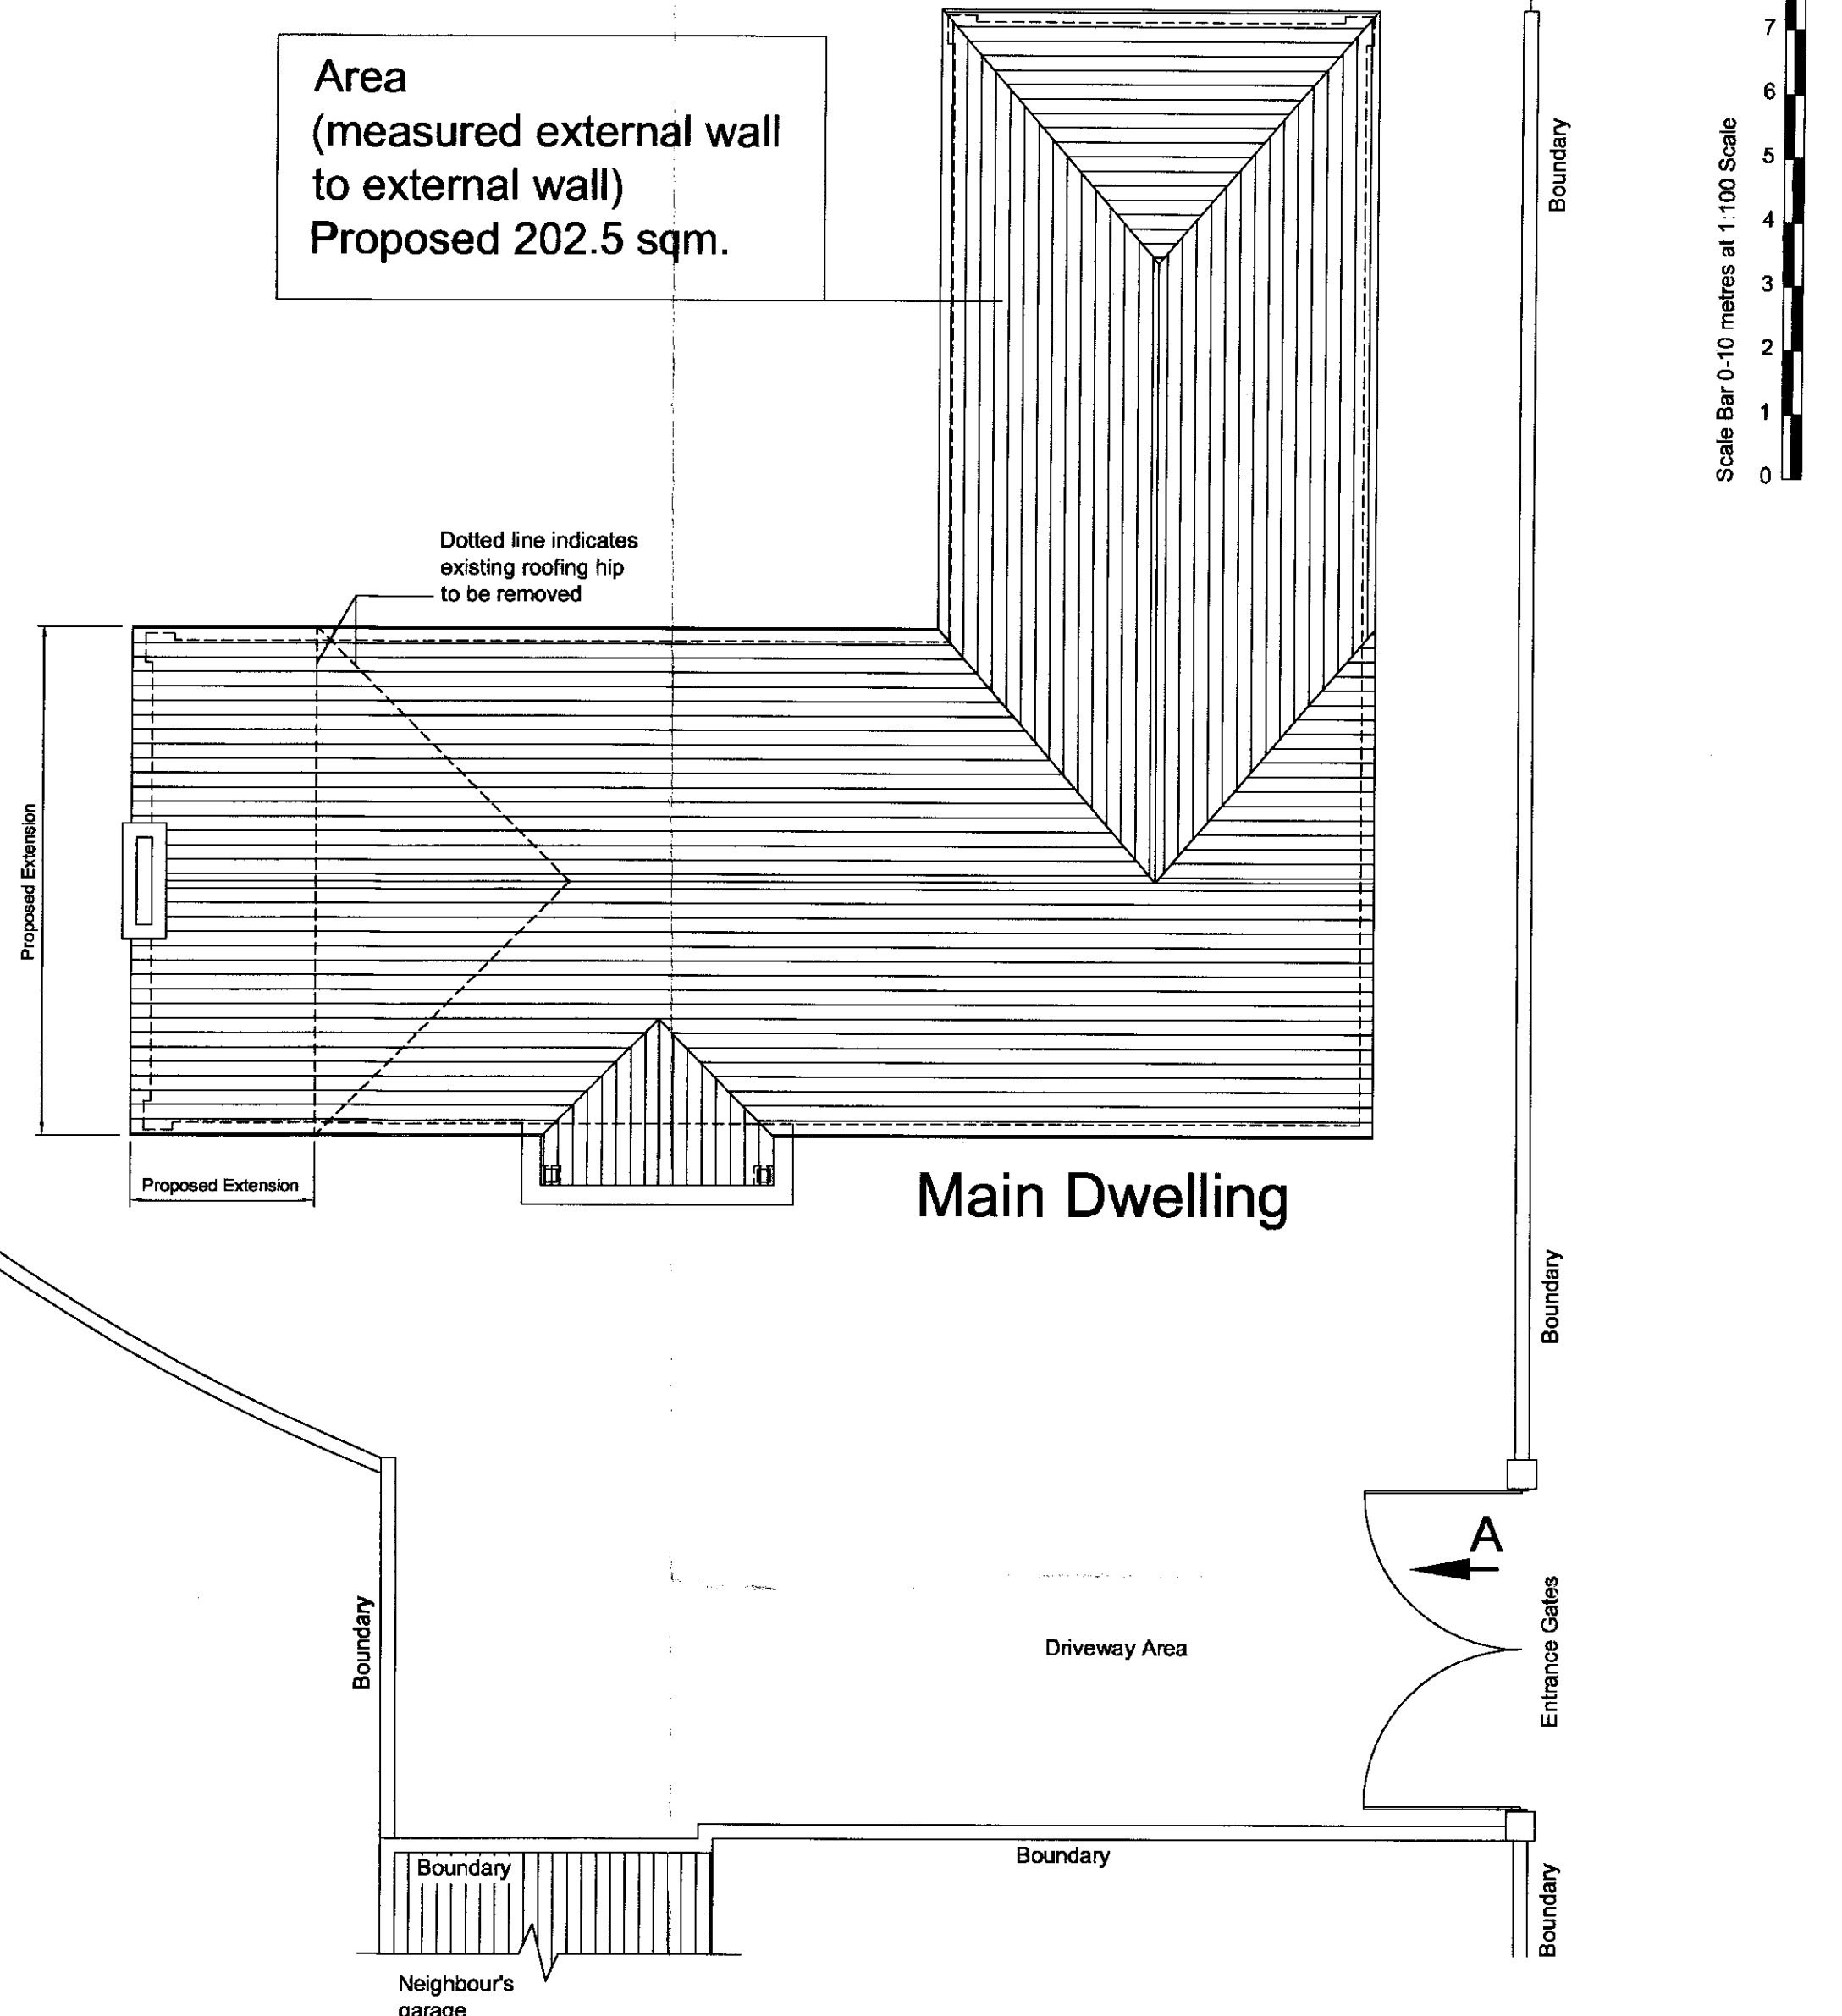 Area
(measured external wall
to external wall)
Proposed 202.5 sqm.
Boundary
Scale Bar 0-10 metres at 1:100 Scale
7
6
5
4
3
2
1
0
Dotted line indicates
existing roofing hip
to be removed
Proposed Extension
Proposed Extension
Main Dwelling
Boundary
A
Entrance Gates
Boundary
Driveway Area
Boundary
Boundary
Boundary
Neighbour's
garage